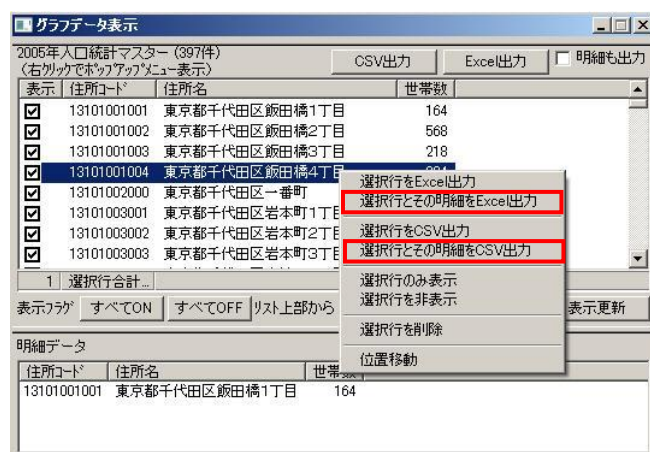 グラフデータ表示
2005年人口統計マスター (397件)
(右クリックでポップアップメニュー表示)
CSV出力
Excel出力
明細も出力
表示 住所コード 住所名 世帯数
13101001001 東京都千代田区飯田橋1丁目 164
13101001002 東京都千代田区飯田橋2丁目 568
13101001003 東京都千代田区飯田橋3丁目 218
13101001004 東京都千代田区飯田橋4丁目
13101002000 東京都千代田区一番町
13101003001 東京都千代田区岩本町1丁目
13101003002 東京都千代田区岩本町2丁目
13101003003 東京都千代田区岩本町3丁目
1 選択行合計...
選択行をExcel出力
選択行とその明細をExcel出力
選択行をCSV出力
選択行とその明細をCSV出力
選択行のみ表示
選択行を非表示
選択行を削除
位置移動
表示フラグ すべてON すべてOFF リスト上部から 表示更新
明細データ
住所コード 住所名 世帯数
13101001001 東京都千代田区飯田橋1丁目 164